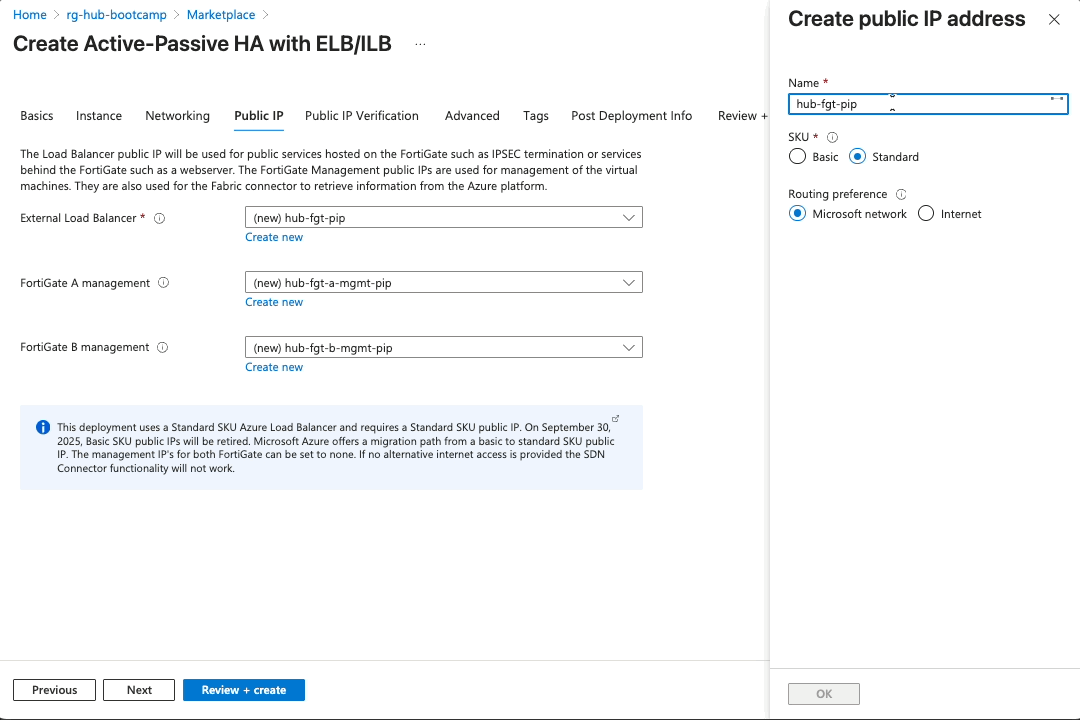 Home > rg-hub-bootcamp > Marketplace >
Create Active-Passive HA with ELB/ILB ...
Basics Instance Networking Public IP Public IP Verification Advanced Tags Post Deployment Info Review +
The Load Balancer public IP will be used for public services hosted on the FortiGate such as IPSEC termination or services
behind the FortiGate such as a webserver. The FortiGate Management public IPs are used for management of the virtual
machines. They are also used for the Fabric connector to retrieve information from the Azure platform.
External Load Balancer *
(new) hub-fgt-pip
Create new
FortiGate A management
(new) hub-fgt-a-mgmt-pip
Create new
FortiGate B management
(new) hub-fgt-b-mgmt-pip
Create new
This deployment uses a Standard SKU Azure Load Balancer and requires a Standard SKU public IP. On September 30,
2025, Basic SKU public IPs will be retired. Microsoft Azure offers a migration path from a basic to standard SKU public
IP. The management IP's for both FortiGate can be set to none. If no alternative internet access is provided the SDN
Connector functionality will not work.
Previous Next Review + create
Create public IP address
Name *
hub-fgt-pip
SKU *
Basic Standard
Routing preference
Microsoft network Internet
OK